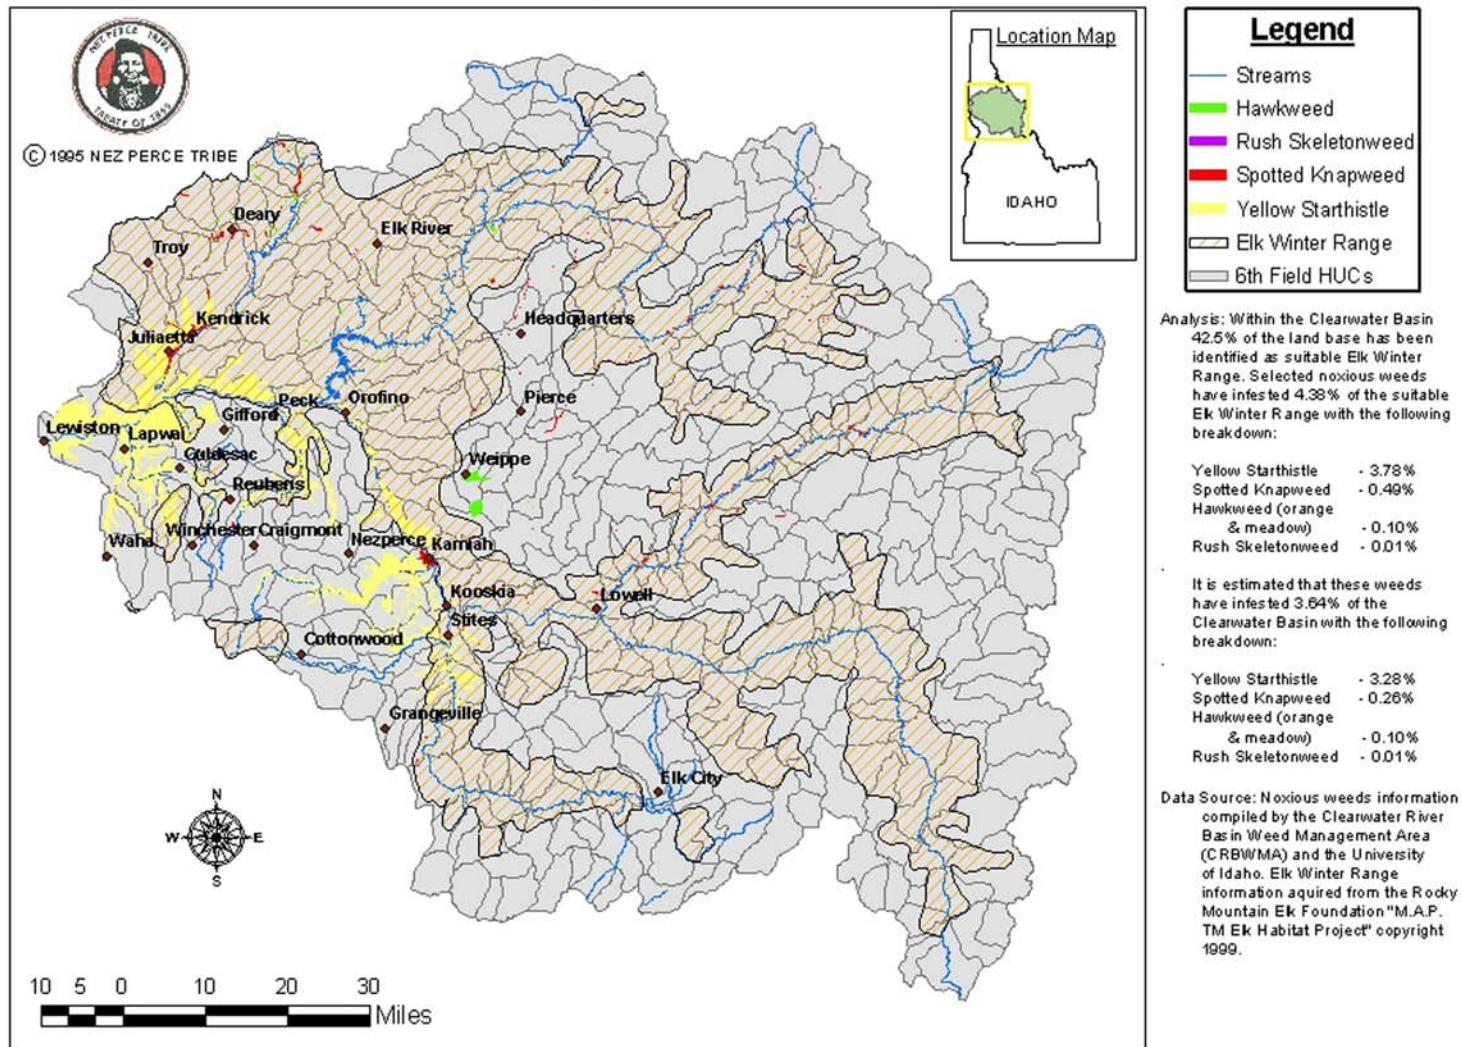 NEZ PERCE TRIBE
TREATY OF 1855
© 1995 NEZ PERCE TRIBE
Location Map
IDAHO
Deary
Troy
Elk River
Kendrick
Juliaetta
Headquarters
Peck
Orofino
Pierce
Gifford
Lewiston
Lapwai
Culdesac
Weippe
Reubens
Winchester
Craigmont
Waha
Nezperce
Kamiah
Kooskia
Lowell
Stites
Cottonwood
Grangeville
Elk City
N
W
E
S
10 5 0 10 20 30
Miles
Legend
Streams
Hawkweed
Rush Skeletonweed
Spotted Knapweed
Yellow Starthistle
Elk Winter Range
6th Field HUCs
Analysis: Within the Clearwater Basin
42.5% of the land base has been
identified as suitable Elk Winter
Range. Selected noxious weeds
have infested 4.38% of the suitable
Elk Winter Range with the following
breakdown:
Yellow Starthistle - 3.78%
Spotted Knapweed - 0.49%
Hawkweed (orange
& meadow) - 0.10%
Rush Skeletonweed - 0.01%
.
It is estimated that these weeds
have infested 3.64% of the
Clearwater Basin with the following
breakdown:
.
Yellow Starthistle - 3.28%
Spotted Knapweed - 0.26%
Hawkweed (orange
& meadow) - 0.10%
Rush Skeletonweed - 0.01%
Data Source: Noxious weeds information
compiled by the Clearwater River
Basin Weed Management Area
(CRBWMA) and the University
of Idaho. Elk Winter Range
information aquired from the Rocky
Mountain Elk Foundation "M.A.P.
TM Elk Habitat Project" copyright
1999.